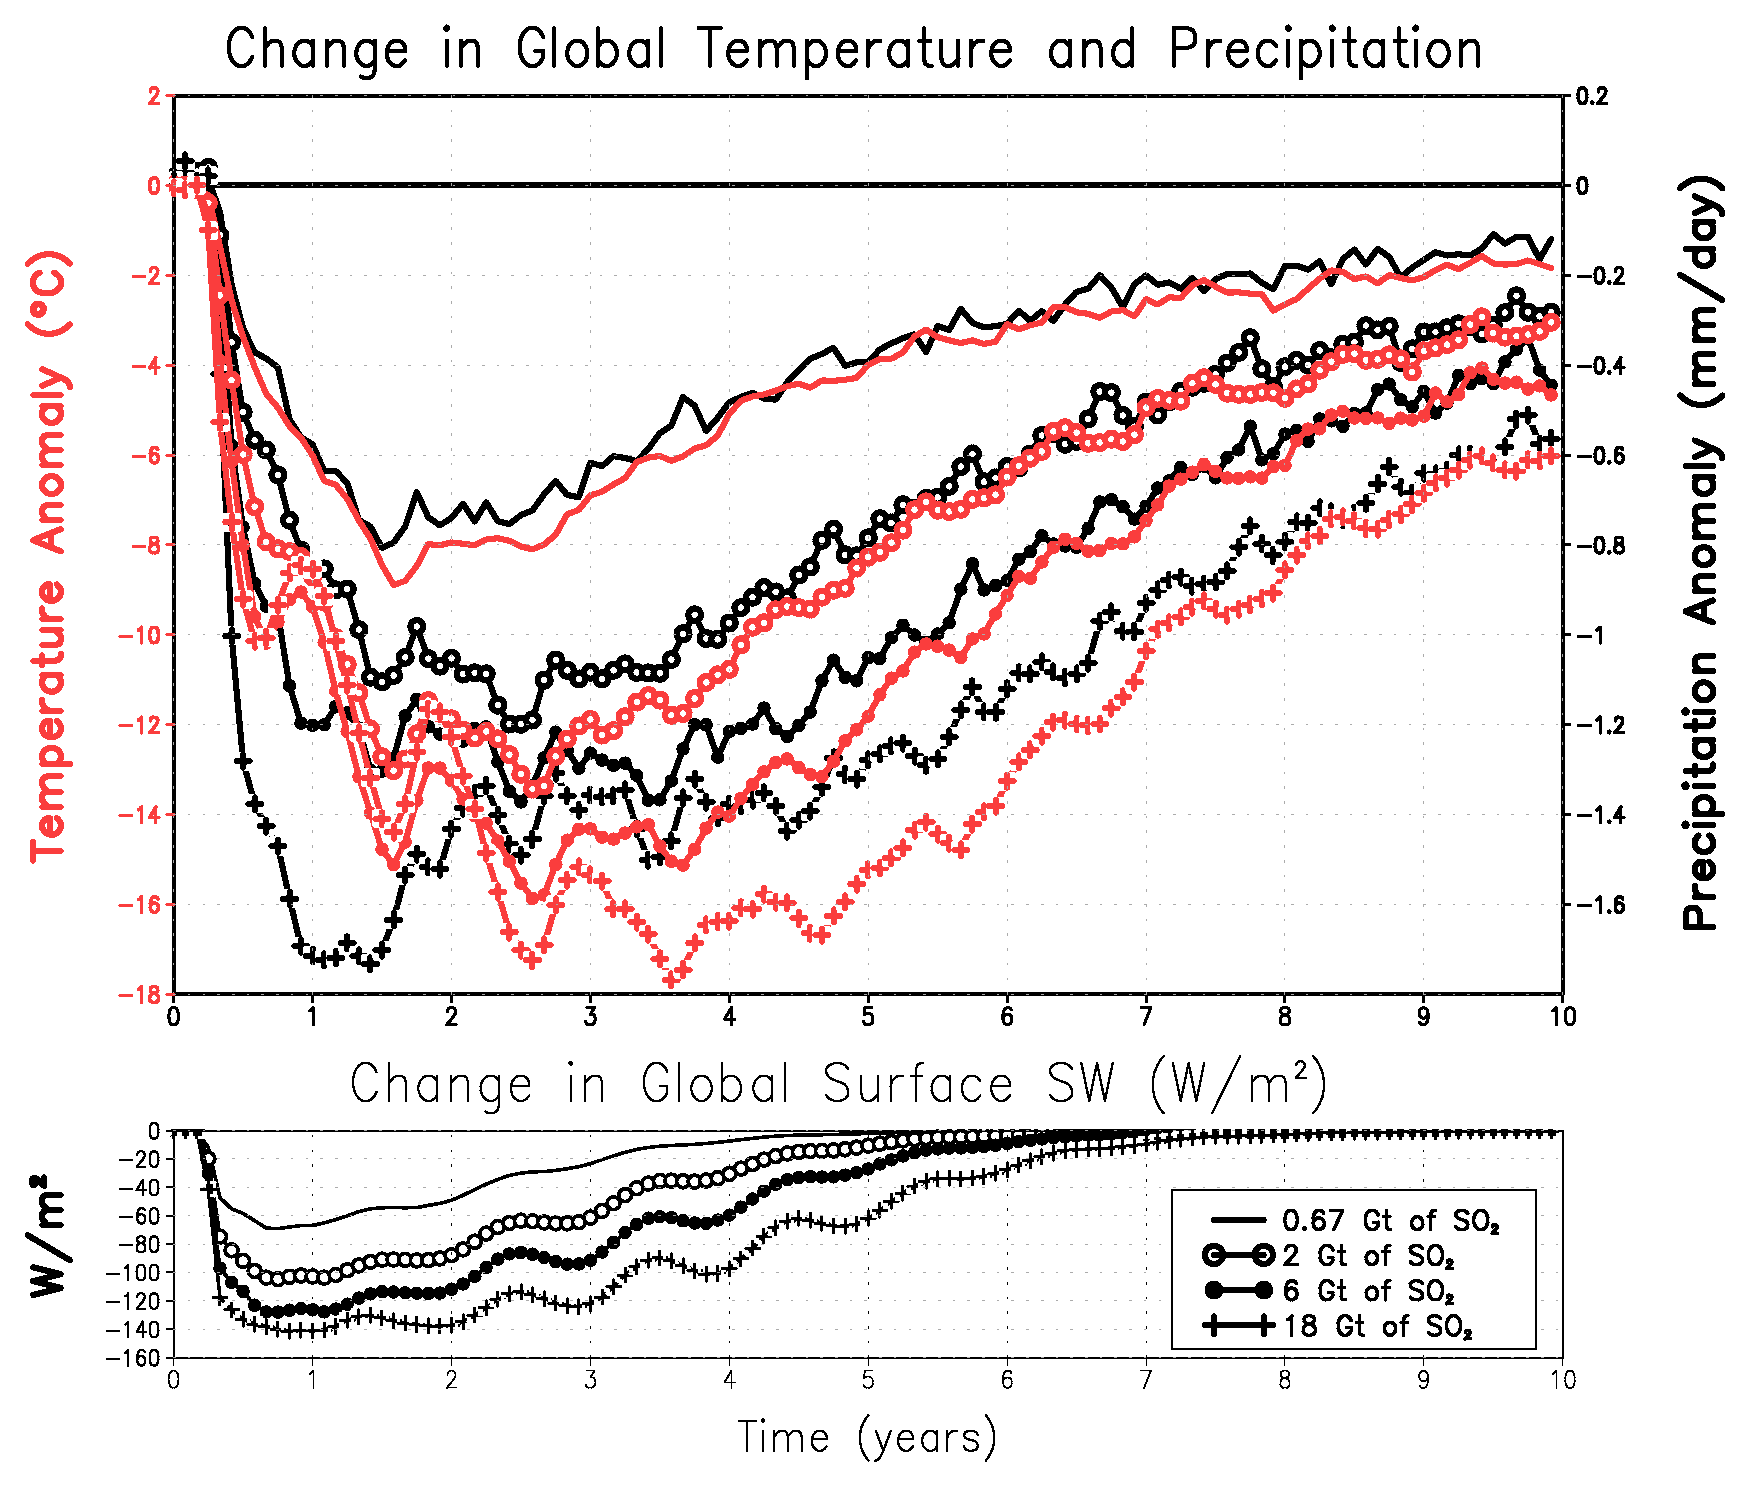 Change in Global Temperature and Precipitation
Temperature Anomaly (°C)
2
0
−2
−4
−6
−8
−10
−12
−14
−16
−18
0.2
0
−0.2
−0.4
−0.6
−0.8
−1
−1.2
−1.4
−1.6
Precipitation Anomaly (mm/day)
0 1 2 3 4 5 6 7 8 9 10
Change in Global Surface SW (W/m²)
W/m²
0
−20
−40
−60
−80
−100
−120
−140
−160
0.67 Gt of SO₂
2 Gt of SO₂
6 Gt of SO₂
18 Gt of SO₂
0 1 2 3 4 5 6 7 8 9 10
Time (years)